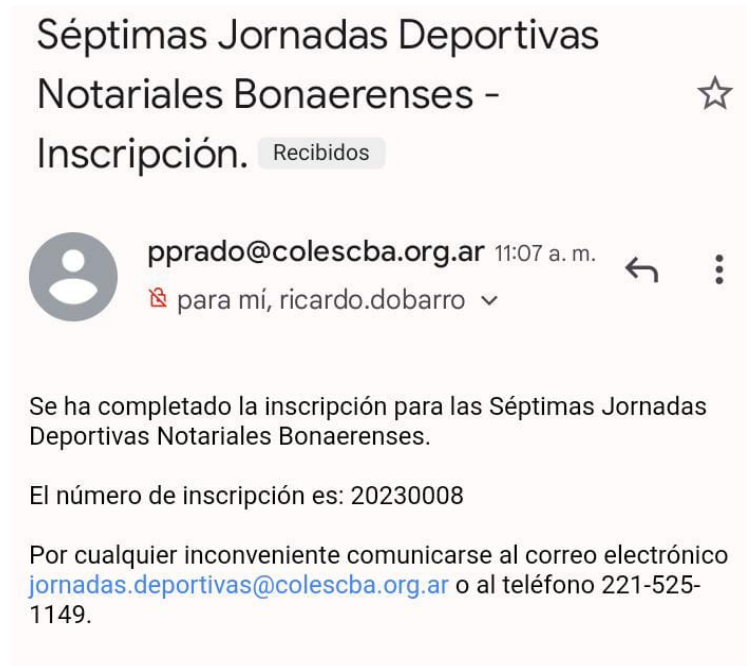 Séptimas Jornadas Deportivas
Notariales Bonaerenses -
Inscripción. Recibidos
pprado@colescba.org.ar 11:07 a. m.
para mí, ricardo.dobarro
Se ha completado la inscripción para las Séptimas Jornadas
Deportivas Notariales Bonaerenses.
El número de inscripción es: 20230008
Por cualquier inconveniente comunicarse al correo electrónico
jornadas.deportivas@colescba.org.ar o al teléfono 221-525-
1149.